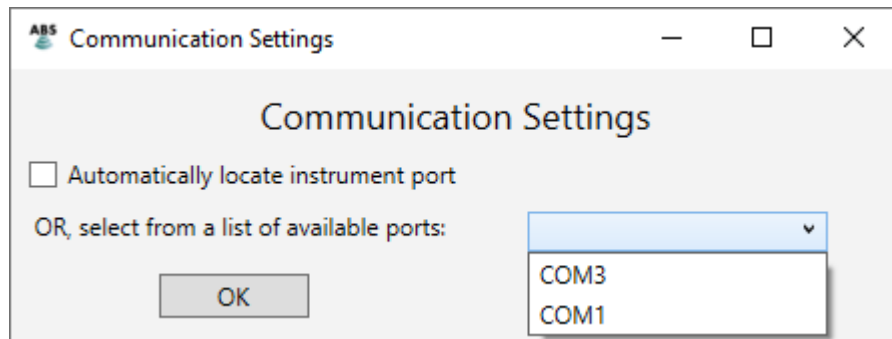 ABS Communication Settings
Communication Settings
Automatically locate instrument port
OR, select from a list of available ports:
COM3
OK
COM1